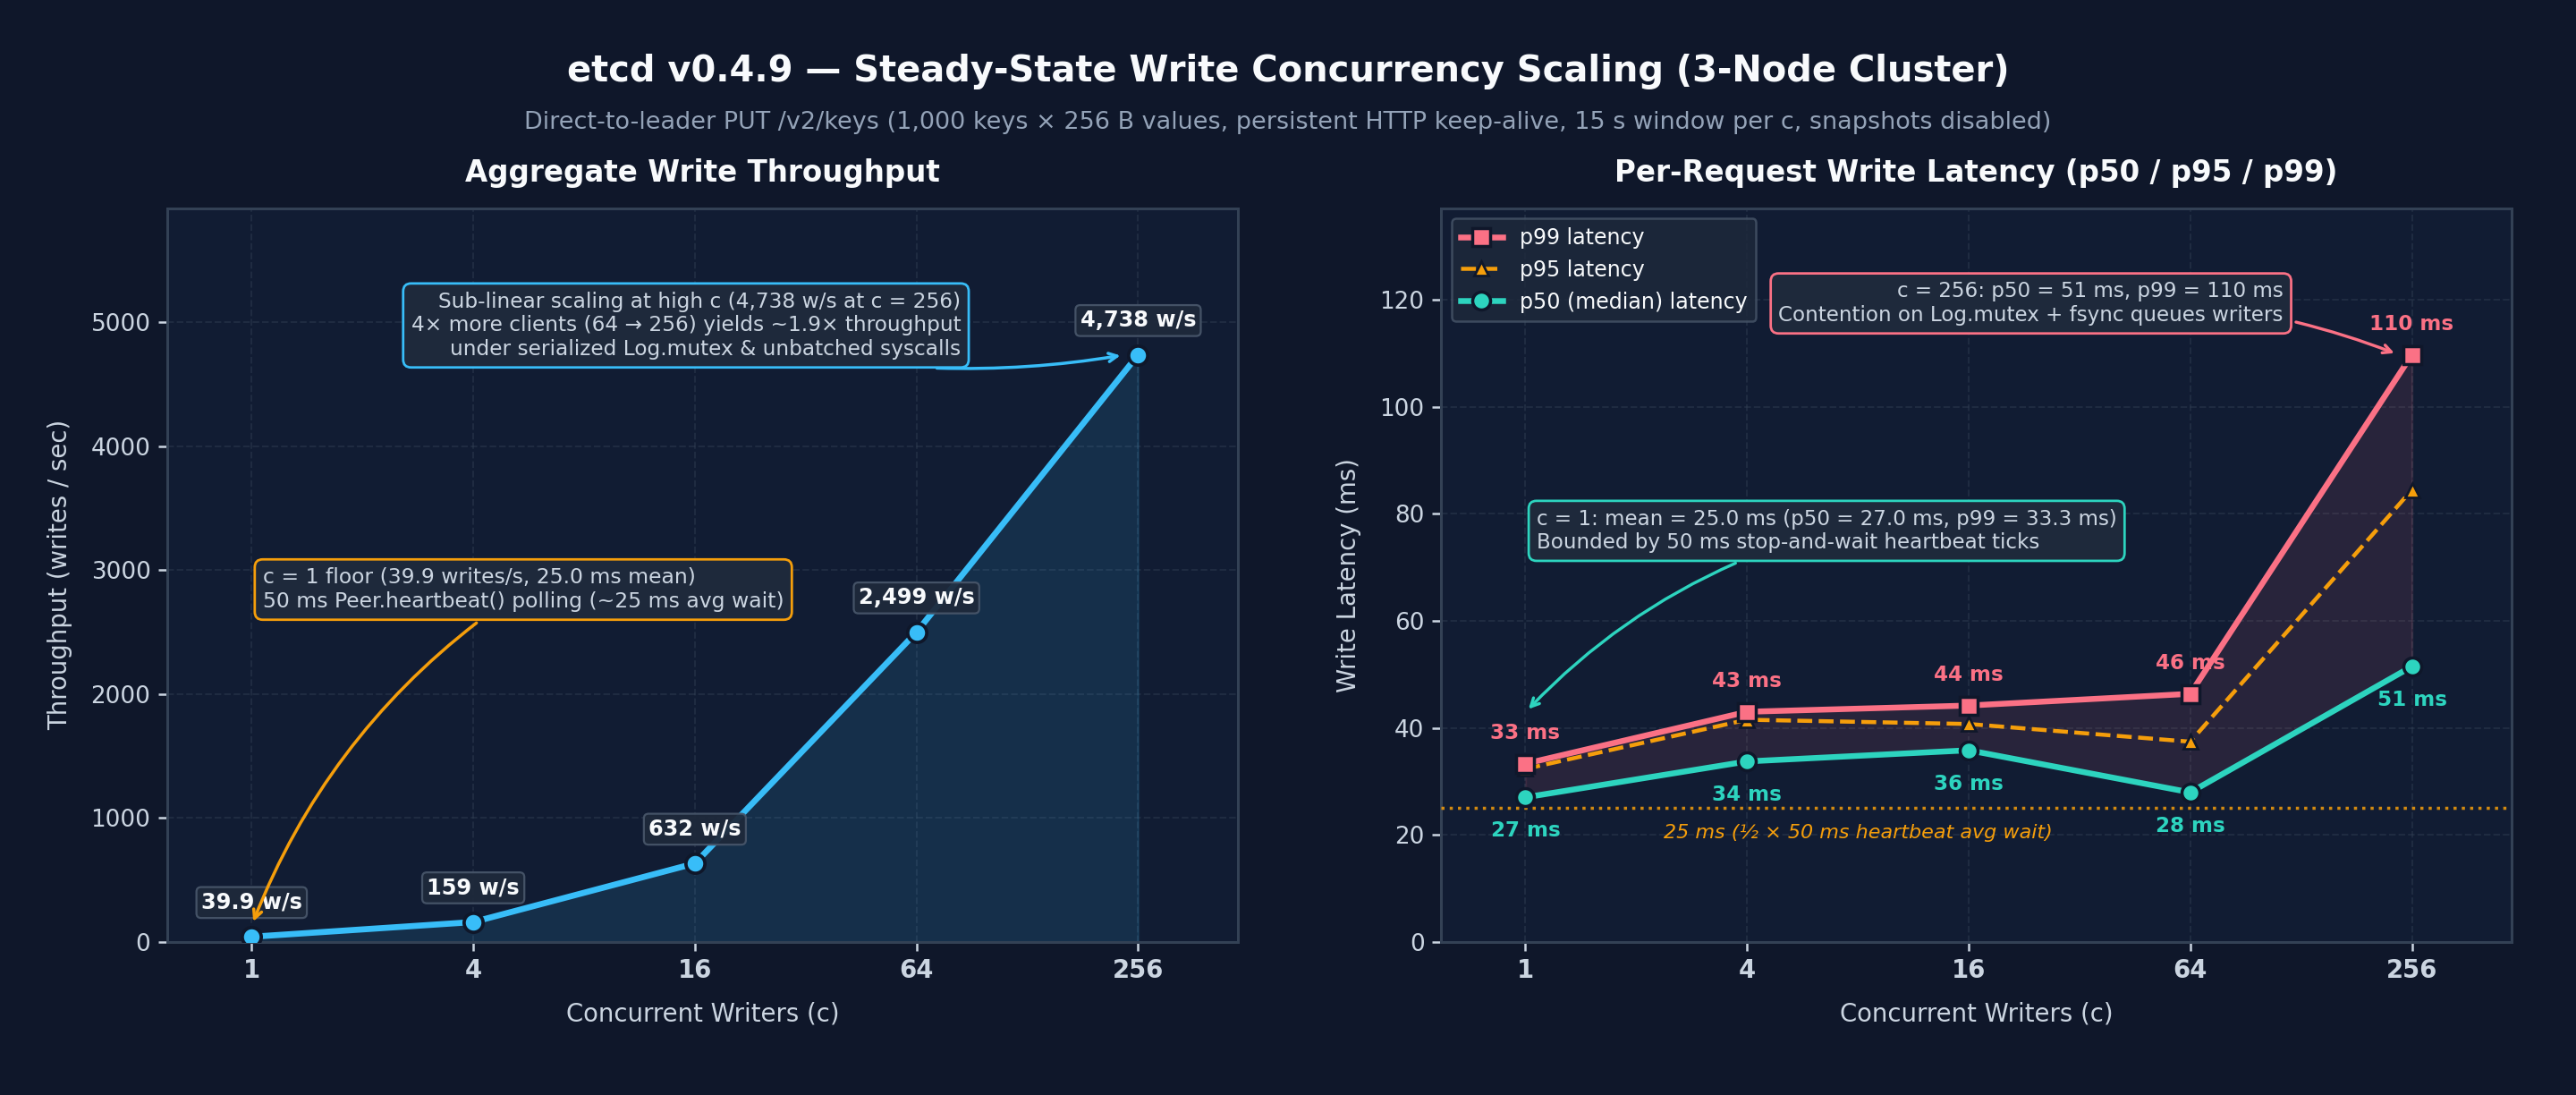 etcd v0.4.9 — Steady-State Write Concurrency Scaling (3-Node Cluster)
Direct-to-leader PUT /v2/keys (1,000 keys × 256 B values, persistent HTTP keep-alive, 15 s window per c, snapshots disabled)
Aggregate Write Throughput
Throughput (writes / sec)
5000
4000
3000
2000
1000
0
Sub-linear scaling at high c (4,738 w/s at c = 256)
4× more clients (64 → 256) yields ~1.9× throughput
under serialized Log.mutex & unbatched syscalls
4,738 w/s
c = 1 floor (39.9 writes/s, 25.0 ms mean)
50 ms Peer.heartbeat() polling (~25 ms avg wait)
2,499 w/s
632 w/s
159 w/s
39.9 w/s
1
4
16
64
256
Concurrent Writers (c)
Per-Request Write Latency (p50 / p95 / p99)
Write Latency (ms)
120
100
80
60
40
20
0
p99 latency
p95 latency
p50 (median) latency
c = 256: p50 = 51 ms, p99 = 110 ms
Contention on Log.mutex + fsync queues writers
110 ms
c = 1: mean = 25.0 ms (p50 = 27.0 ms, p99 = 33.3 ms)
Bounded by 50 ms stop-and-wait heartbeat ticks
33 ms
43 ms
44 ms
46 ms
51 ms
27 ms
34 ms
36 ms
28 ms
25 ms (½ × 50 ms heartbeat avg wait)
1
4
16
64
256
Concurrent Writers (c)